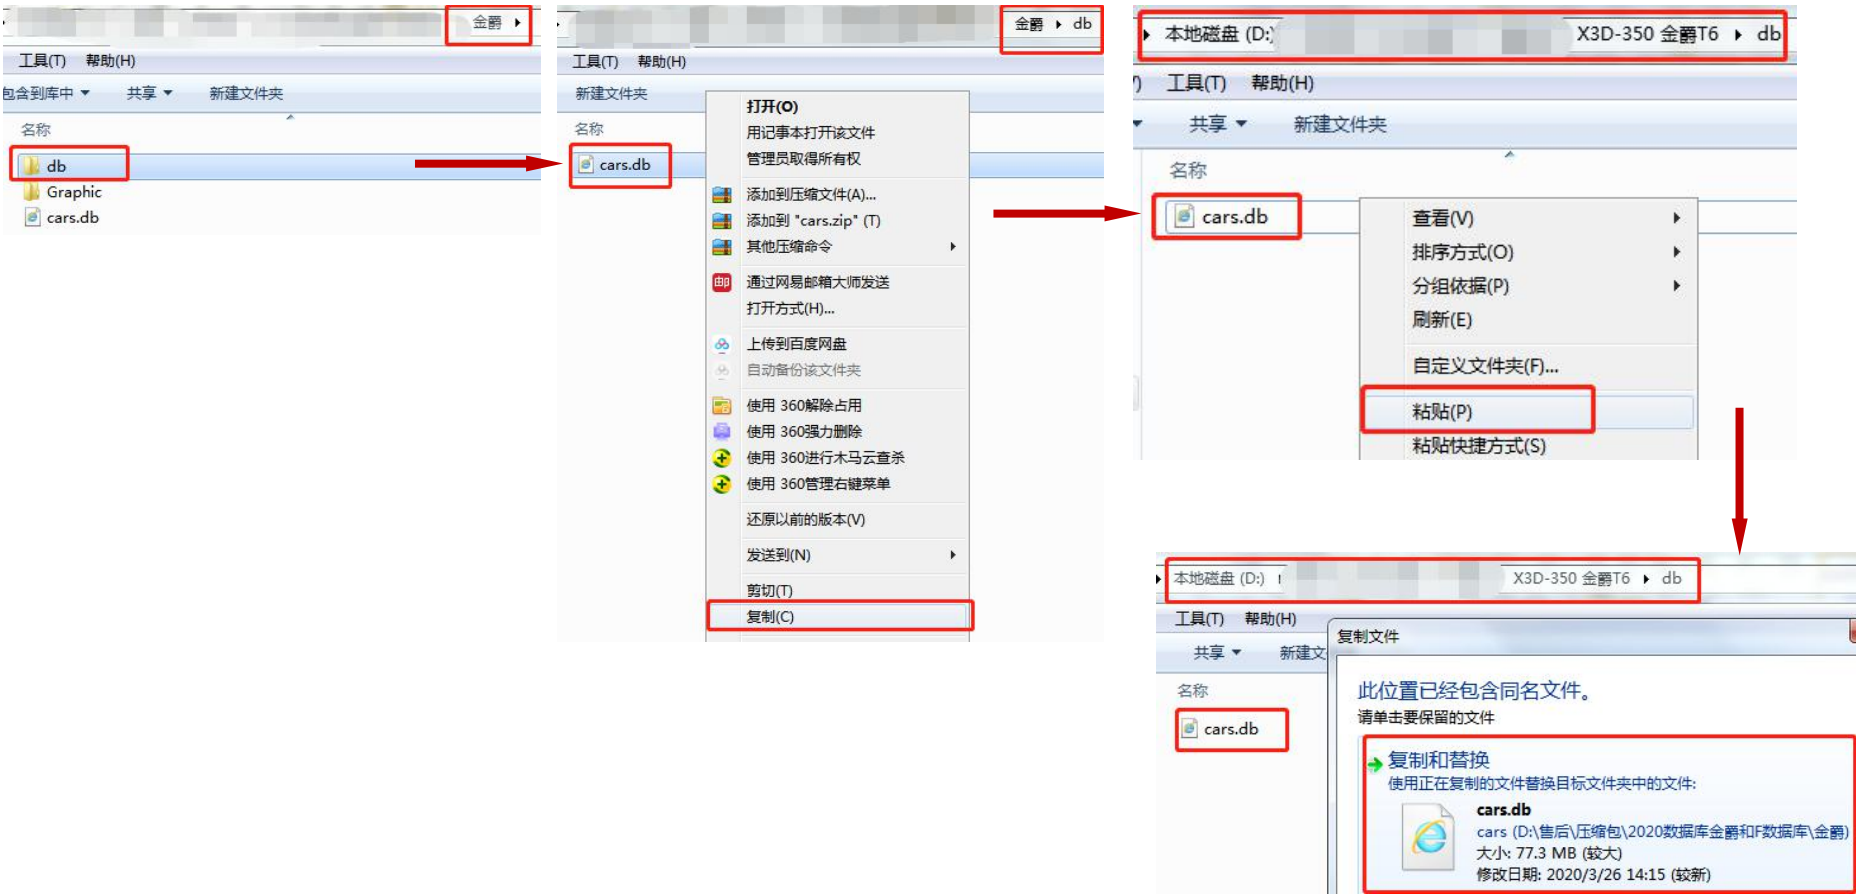 金爵
工具(T) 帮助(H)
包含到库中 共享 新建文件夹
名称
db
Graphic
cars.db
金爵 db
工具(T) 帮助(H)
新建文件夹
名称
cars.db
打开(O)
用记事本打开该文件
管理员取得所有权
添加到压缩文件(A)...
添加到 "cars.zip" (T)
其他压缩命令
通过网易邮箱大师发送
打开方式(H)...
上传到百度网盘
自动备份该文件夹
使用 360解除占用
使用 360强力删除
使用 360进行木马云查杀
使用 360管理右键菜单
还原以前的版本(V)
发送到(N)
剪切(T)
复制(C)
本地磁盘 (D:) X3D-350 金爵T6 db
工具(T) 帮助(H)
共享 新建文件夹
名称
cars.db
查看(V)
排序方式(O)
分组依据(P)
刷新(E)
自定义文件夹(F)...
粘贴(P)
粘贴快捷方式(S)
本地磁盘 (D:) X3D-350 金爵T6 db
工具(T) 帮助(H)
共享 新建文
名称
cars.db
复制文件
此位置已经包含同名文件。
请单击要保留的文件
复制和替换
使用正在复制的文件替换目标文件夹中的文件:
cars.db
cars (D:\售后\压缩包\2020数据库金爵和F数据库\金爵)
大小: 77.3 MB (较大)
修改日期: 2020/3/26 14:15 (较新)